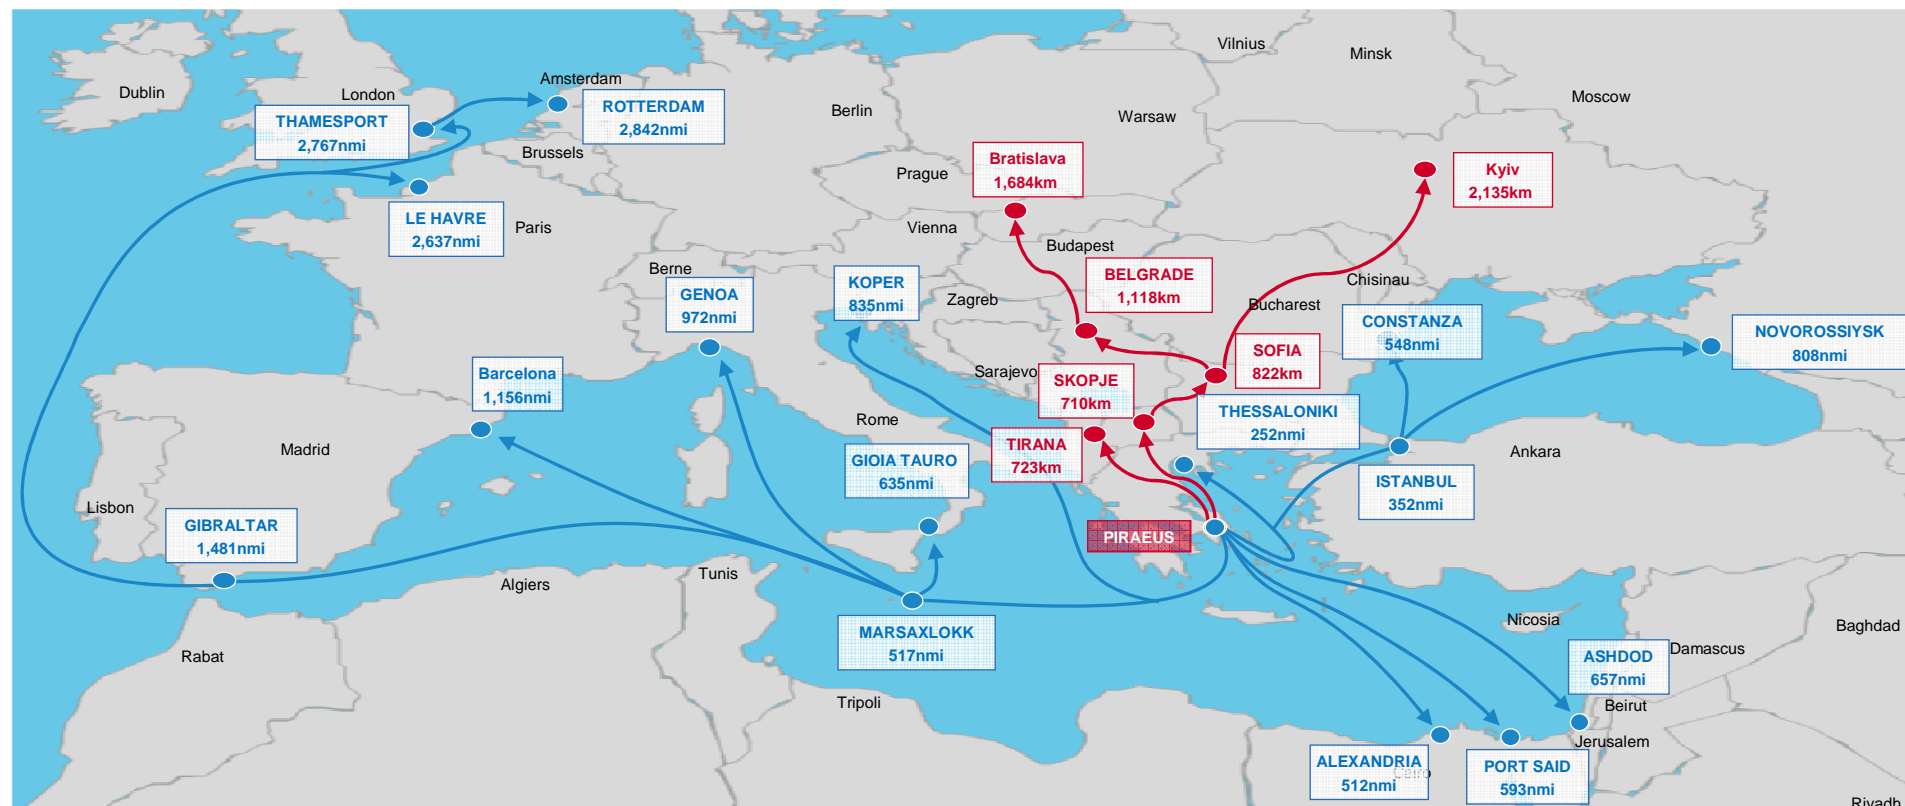 Vilnius
Minsk
Dublin
London
Amsterdam
Moscow
THAMESPORT
2,767nmi
ROTTERDAM
2,842nmi
Berlin
Warsaw
Brussels
Bratislava
1,684km
Kyiv
2,135km
Prague
LE HAVRE
2,637nmi
Paris
Vienna
Budapest
Berne
GENOA
972nmi
KOPER
835nmi
Zagreb
BELGRADE
1,118km
Chisinau
Bucharest
CONSTANZA
548nmi
NOVOROSSIYSK
808nmi
Barcelona
1,156nmi
Sarajevo
SKOPJE
710km
SOFIA
822km
Rome
THESSALONIKI
252nmi
Madrid
TIRANA
723km
Ankara
GIOIA TAURO
635nmi
ISTANBUL
352nmi
Lisbon
GIBRALTAR
1,481nmi
PIRAEUS
Algiers
Tunis
Nicosia
Baghdad
Rabat
MARSAXLOKK
517nmi
Damascus
ASHDOD
657nmi
Tripoli
Beirut
Jerusalem
ALEXANDRIA
512nmi
Cairo
PORT SAID
593nmi
Riyadh